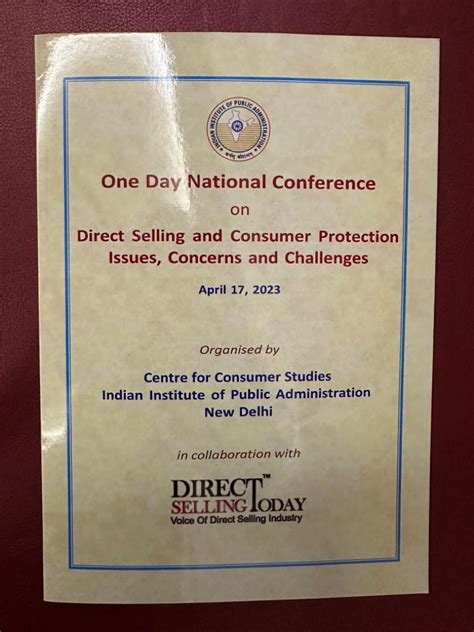 INDIAN INSTITUTE OF PUBLIC ADMINISTRATION
One Day National Conference
on
Direct Selling and Consumer Protection
Issues, Concerns and Challenges
April 17, 2023
Organised by
Centre for Consumer Studies
Indian Institute of Public Administration
New Delhi
in collaboration with
DIRECT™
SELLING TODAY
Voice Of Direct Selling Industry